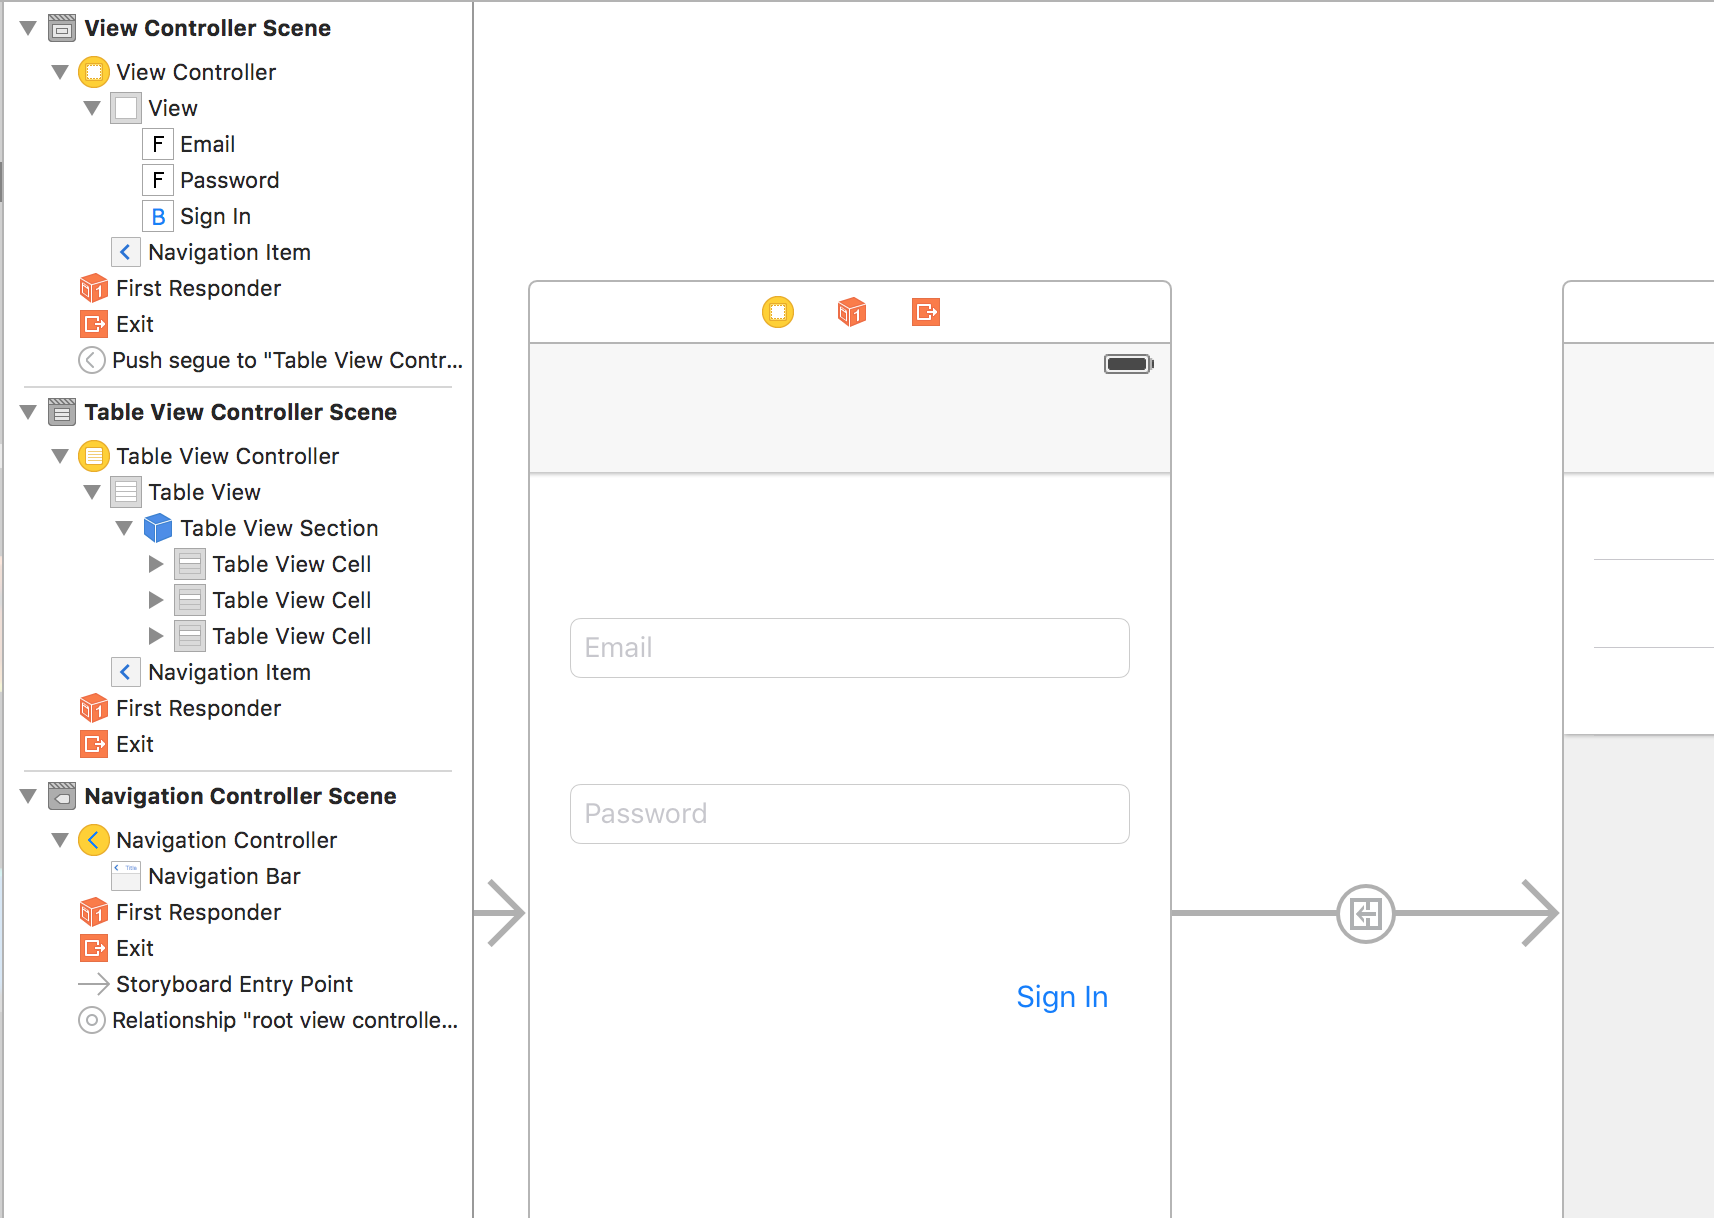 View Controller Scene
View Controller
View
F Email
F Password
B Sign In
Navigation Item
First Responder
Exit
Push segue to "Table View Contr...
Table View Controller Scene
Table View Controller
Table View
Table View Section
Table View Cell
Table View Cell
Table View Cell
Navigation Item
First Responder
Exit
Navigation Controller Scene
Navigation Controller
Title
Navigation Bar
First Responder
Exit
Storyboard Entry Point
Relationship "root view controlle...
Email
Password
Sign In